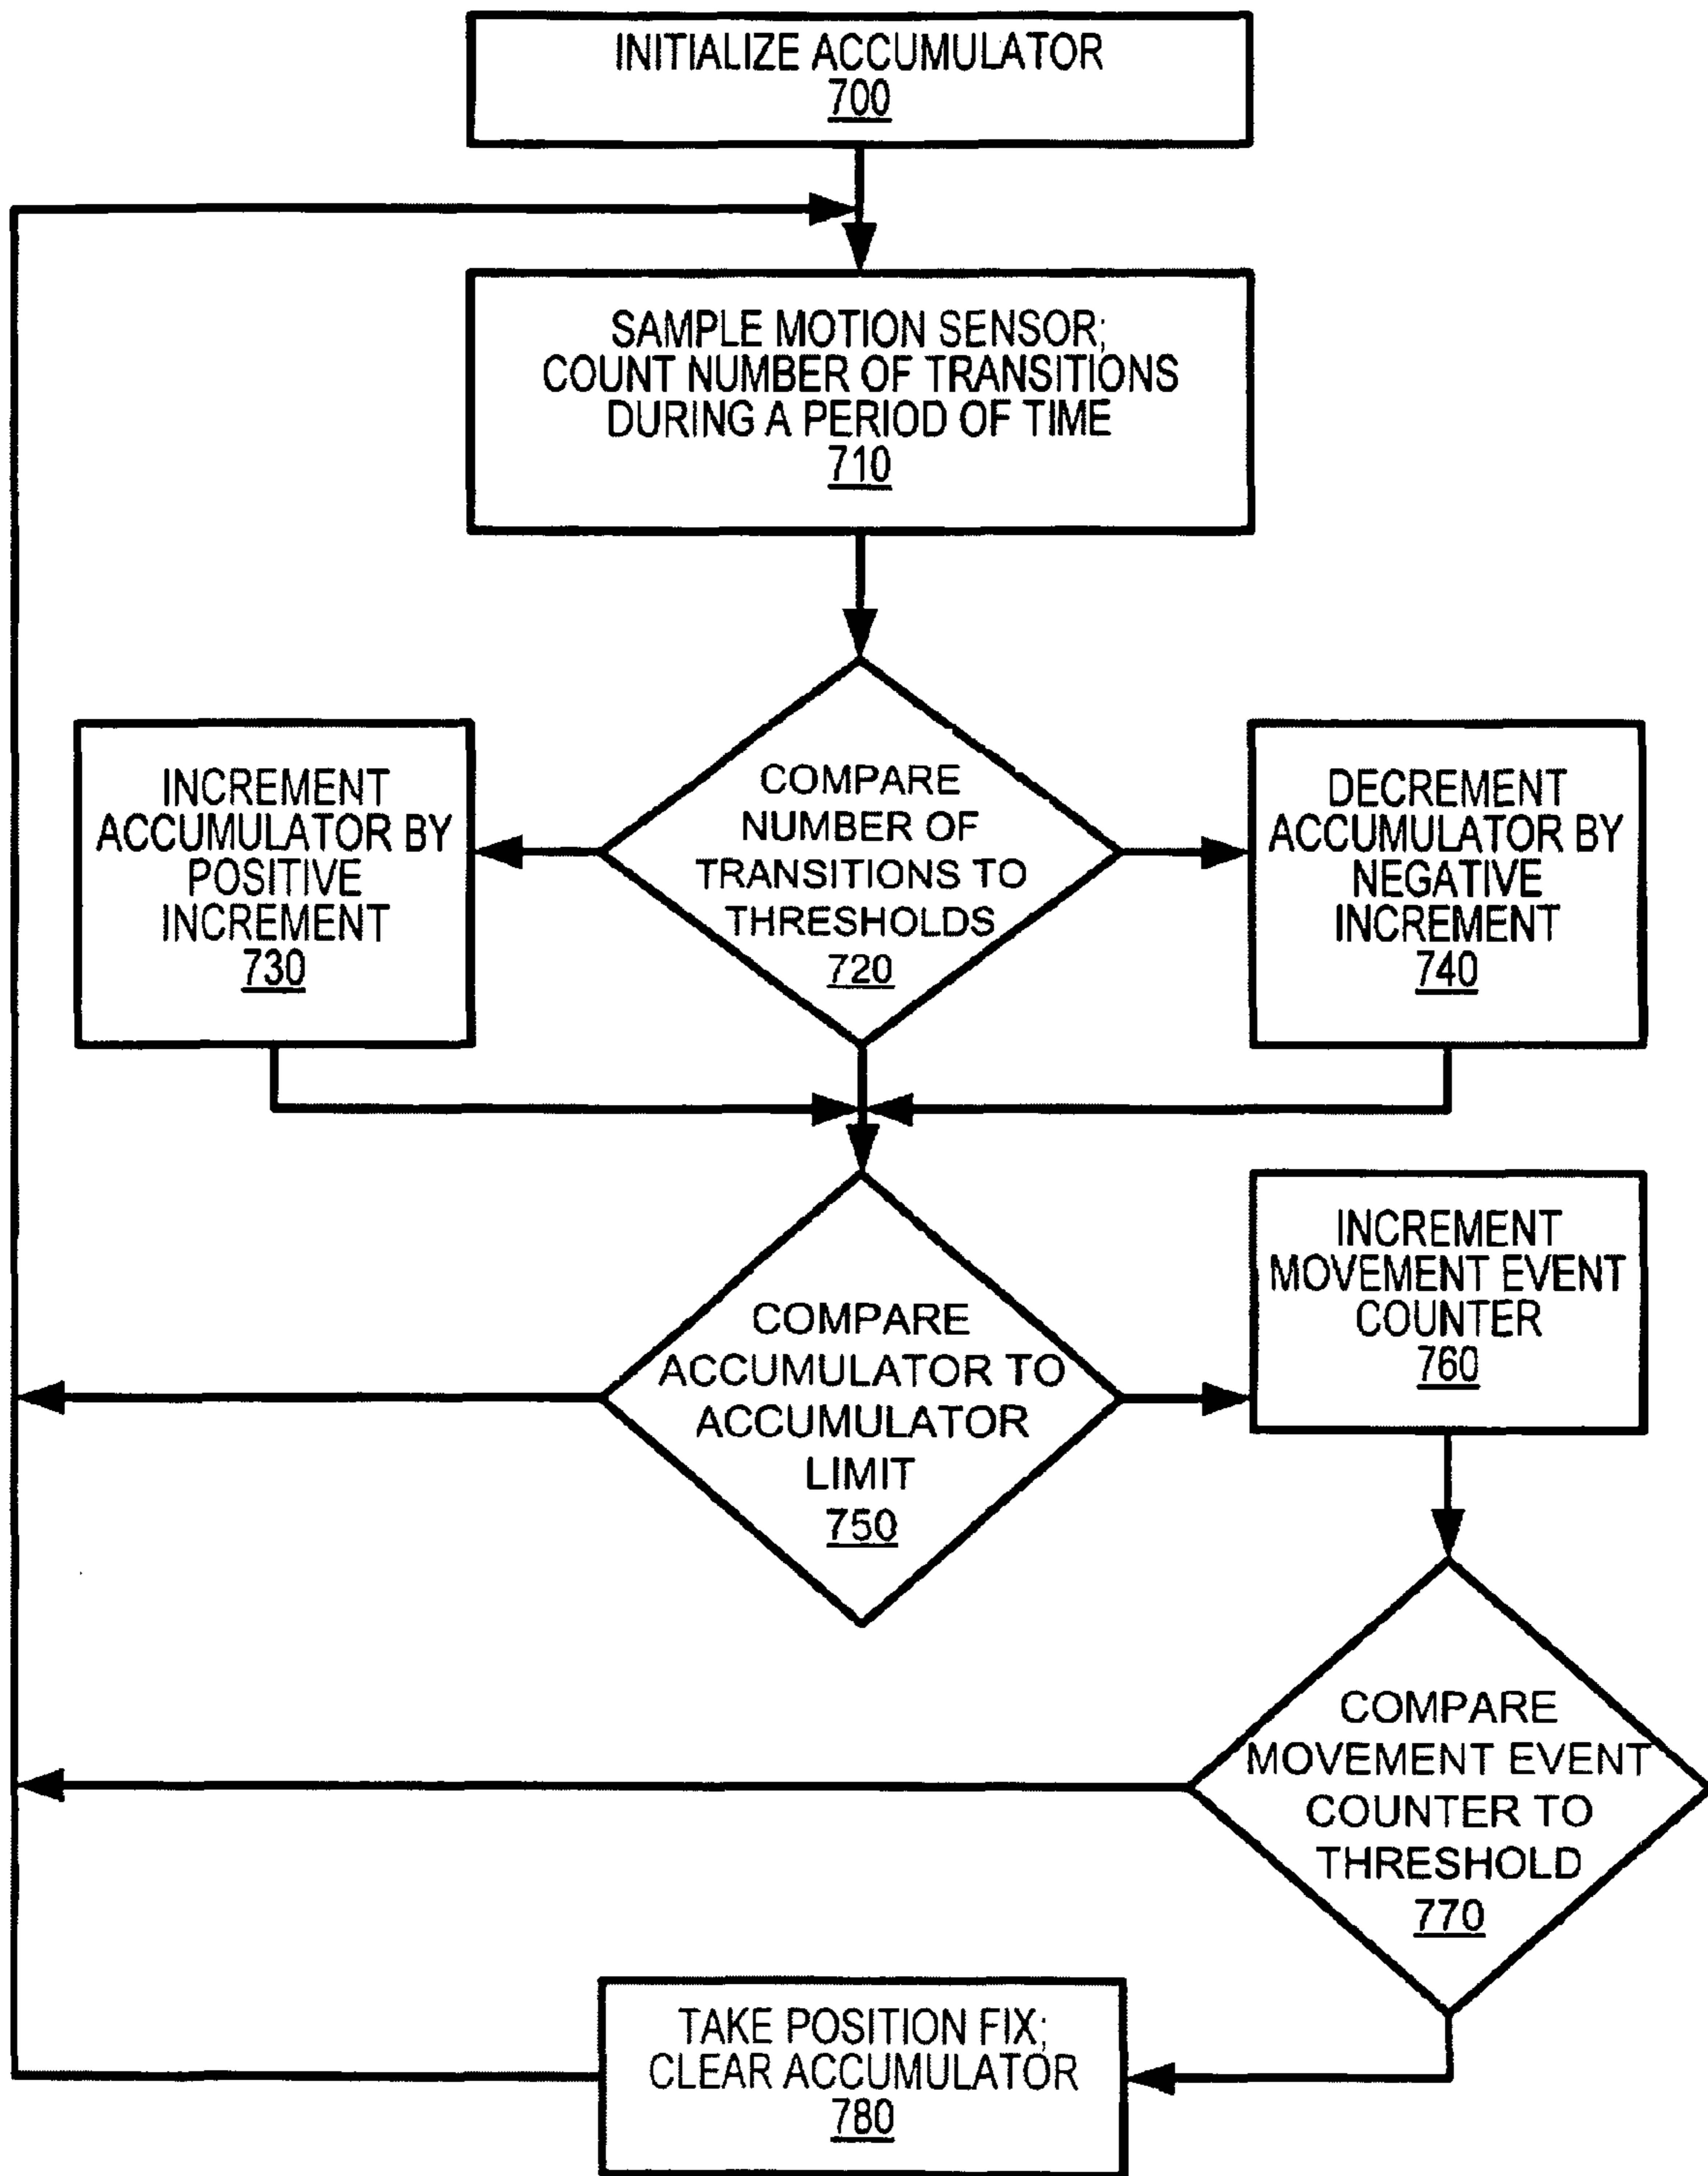 INITIALIZE ACCUMULATOR
700
SAMPLE MOTION SENSOR;
COUNT NUMBER OF TRANSITIONS
DURING A PERIOD OF TIME
710
COMPARE
NUMBER OF
TRANSITIONS TO
THRESHOLDS
720
INCREMENT
ACCUMULATOR BY
POSITIVE
INCREMENT
730
DECREMENT
ACCUMULATOR BY
NEGATIVE
INCREMENT
740
COMPARE
ACCUMULATOR TO
ACCUMULATOR
LIMIT
750
INCREMENT
MOVEMENT EVENT
COUNTER
760
COMPARE
MOVEMENT EVENT
COUNTER TO
THRESHOLD
770
TAKE POSITION FIX;
CLEAR ACCUMULATOR
780